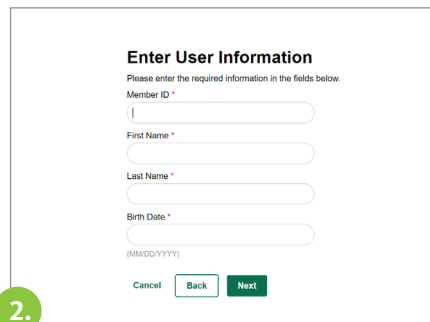 Enter User Information
Please enter the required information in the fields below.
Member ID *
First Name *
Last Name *
Birth Date *
(MM/DD/YYYY)
Cancel Back Next
2.